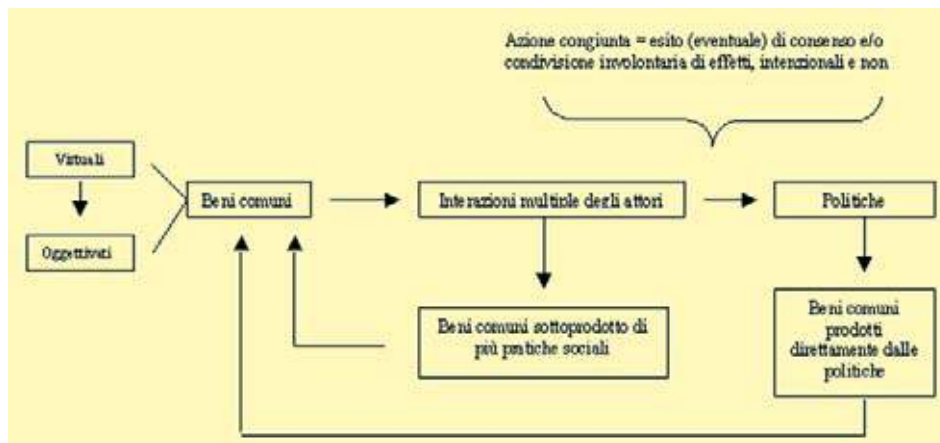 Azione congiunta = esito (eventuale) di consenso e/o
condivisione involontaria di effetti, intenzionali e non
Virtuali
Oggettivati
Beni comuni
Interazioni multiple degli attori
Politiche
Beni comuni sottoprodotto di
più pratiche sociali
Beni comuni
prodotti
direttamente dalle
politiche